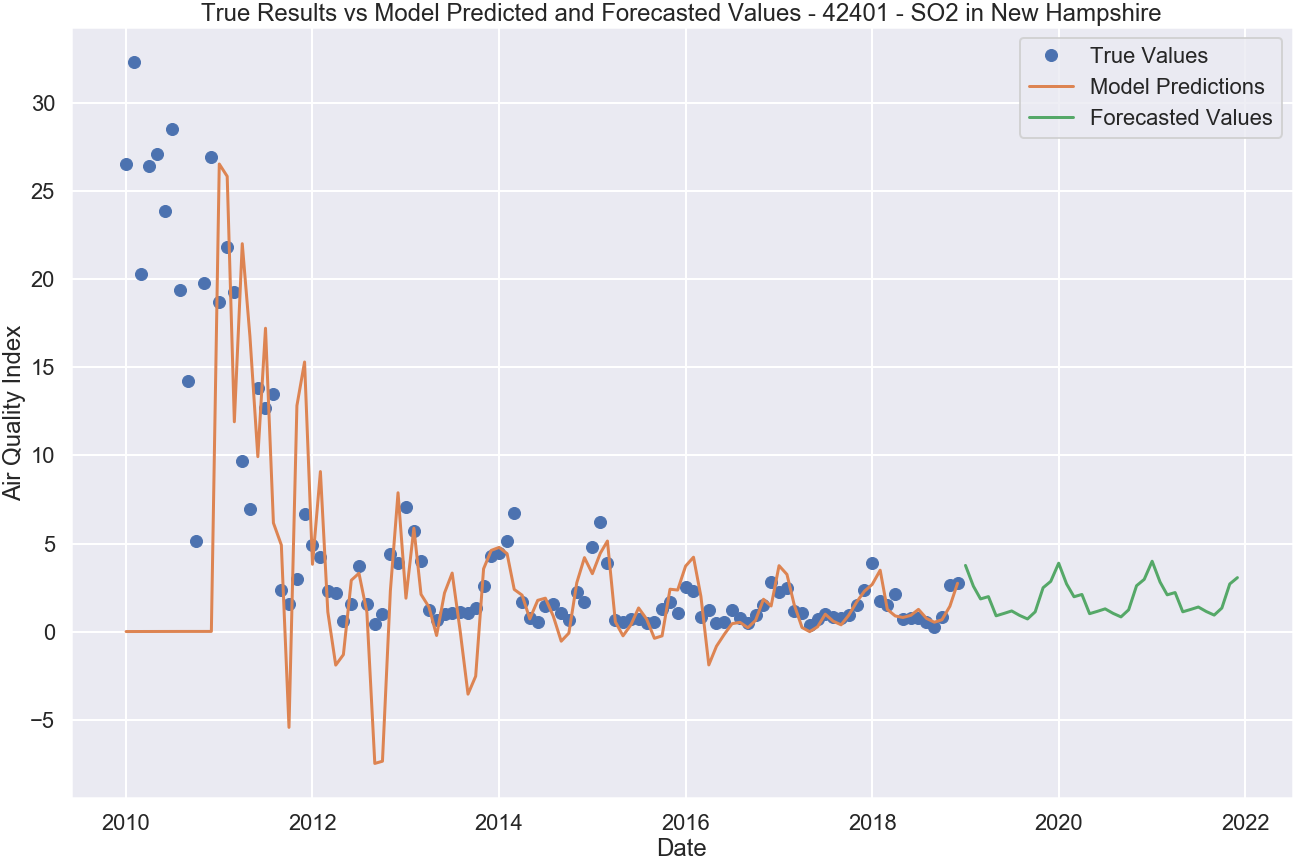 True Results vs Model Predicted and Forecasted Values - 42401 - SO2 in New Hampshire
True Values
Model Predictions
Forecasted Values
Air Quality Index
30
25
20
15
10
5
0
−5
2010 2012 2014 2016 2018 2020 2022
Date